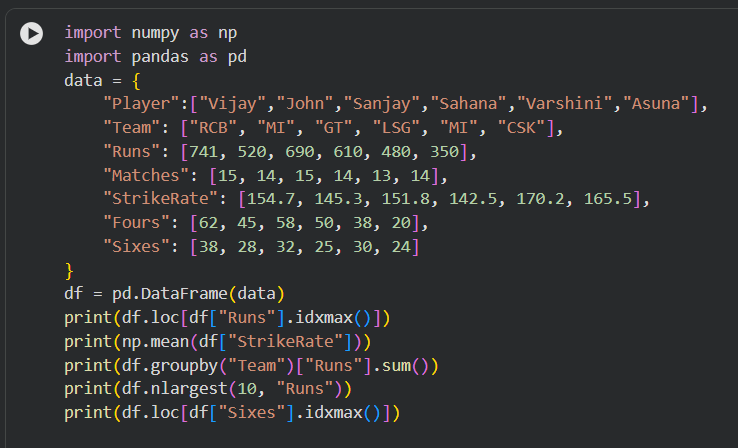 import numpy as np
import pandas as pd
data = {
    "Player":["Vijay","John","Sanjay","Sahana","Varshini","Asuna"],
    "Team": ["RCB", "MI", "GT", "LSG", "MI", "CSK"],
    "Runs": [741, 520, 690, 610, 480, 350],
    "Matches": [15, 14, 15, 14, 13, 14],
    "StrikeRate": [154.7, 145.3, 151.8, 142.5, 170.2, 165.5],
    "Fours": [62, 45, 58, 50, 38, 20],
    "Sixes": [38, 28, 32, 25, 30, 24]
}
df = pd.DataFrame(data)
print(df.loc[df["Runs"].idxmax()])
print(np.mean(df["StrikeRate"]))
print(df.groupby("Team")["Runs"].sum())
print(df.nlargest(10, "Runs"))
print(df.loc[df["Sixes"].idxmax()])